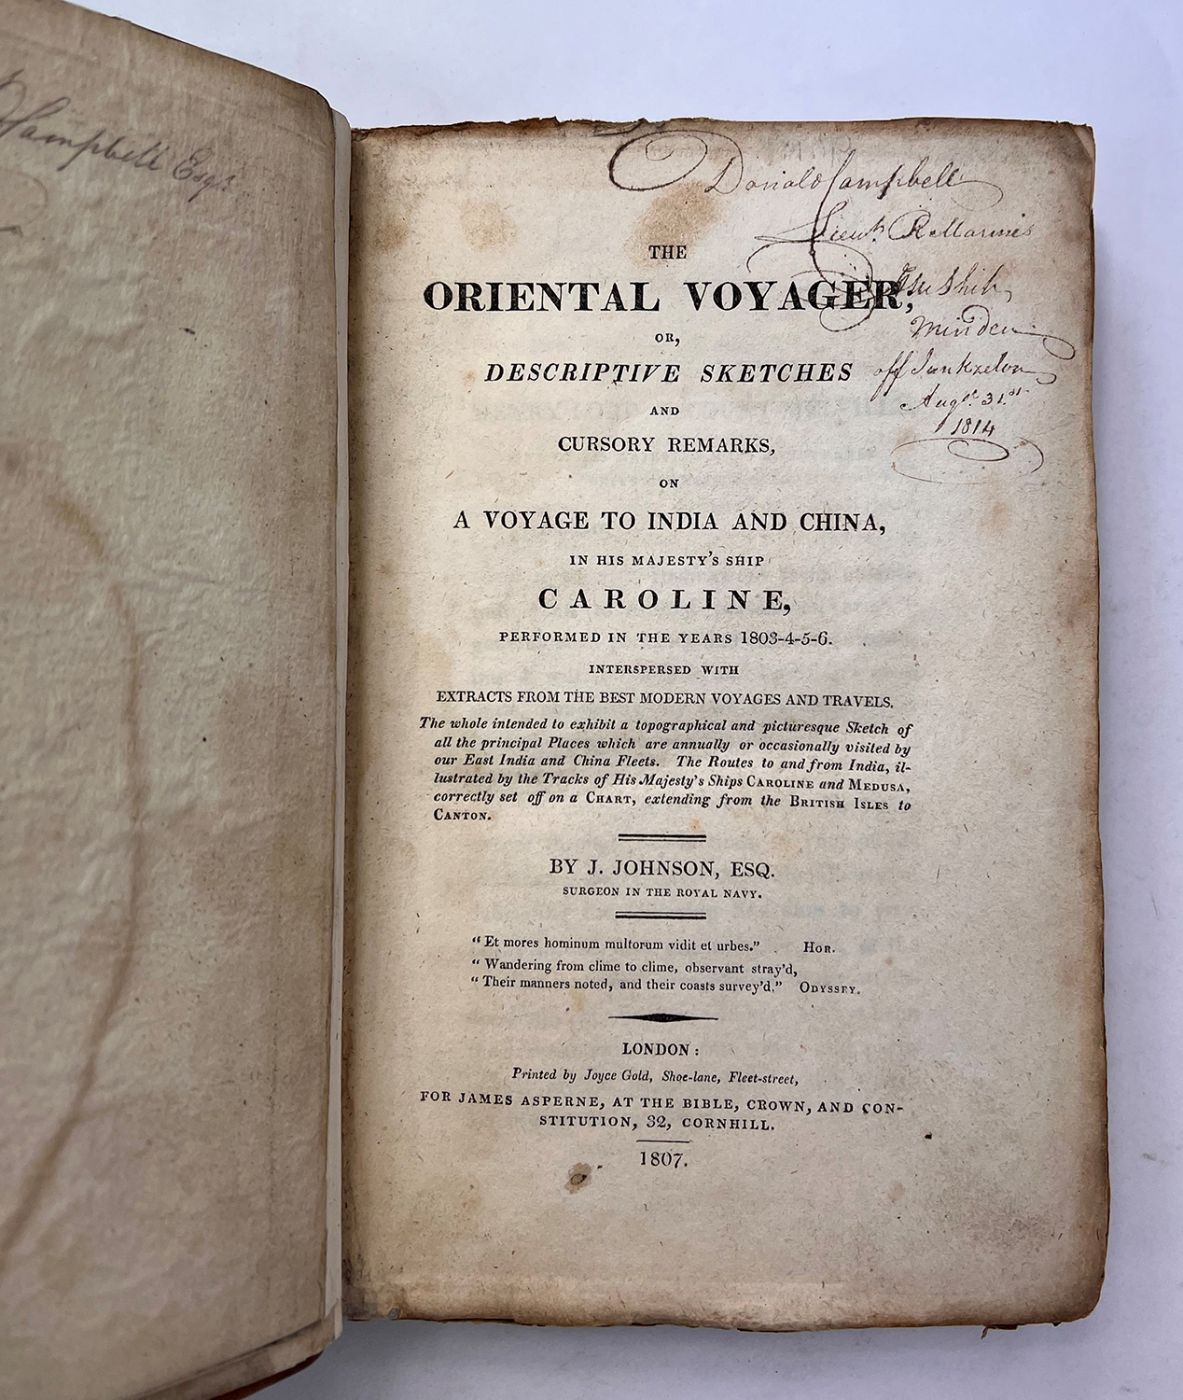 Campbell Esqr.
Donald Campbell
Lieut. R. Marines
Ship
Minden
off
Augst. 31st.
1814
THE
ORIENTAL VOYAGER;
OR,
DESCRIPTIVE SKETCHES
AND
CURSORY REMARKS,
ON
A VOYAGE TO INDIA AND CHINA,
IN HIS MAJESTY'S SHIP
CAROLINE,
PERFORMED IN THE YEARS 1803-4-5-6.
INTERSPERSED WITH
EXTRACTS FROM THE BEST MODERN VOYAGES AND TRAVELS.
The whole intended to exhibit a topographical and picturesque Sketch of
all the principal Places which are annually or occasionally visited by
our East India and China Fleets. The Routes to and from India, il-
lustrated by the Tracks of His Majesty's Ships CAROLINE and MEDUSA,
correctly set off on a CHART, extending from the BRITISH ISLES to
CANTON.
BY J. JOHNSON, ESQ.
SURGEON IN THE ROYAL NAVY.
"Et mores hominum multorum vidit et urbes." HOR.
"Wandering from clime to clime, observant stray'd,
"Their manners noted, and their coasts survey'd." ODYSSEY.
LONDON:
Printed by Joyce Gold, Shoe-lane, Fleet-street,
FOR JAMES ASPERNE, AT THE BIBLE, CROWN, AND CON-
STITUTION, 32, CORNHILL.
1807.